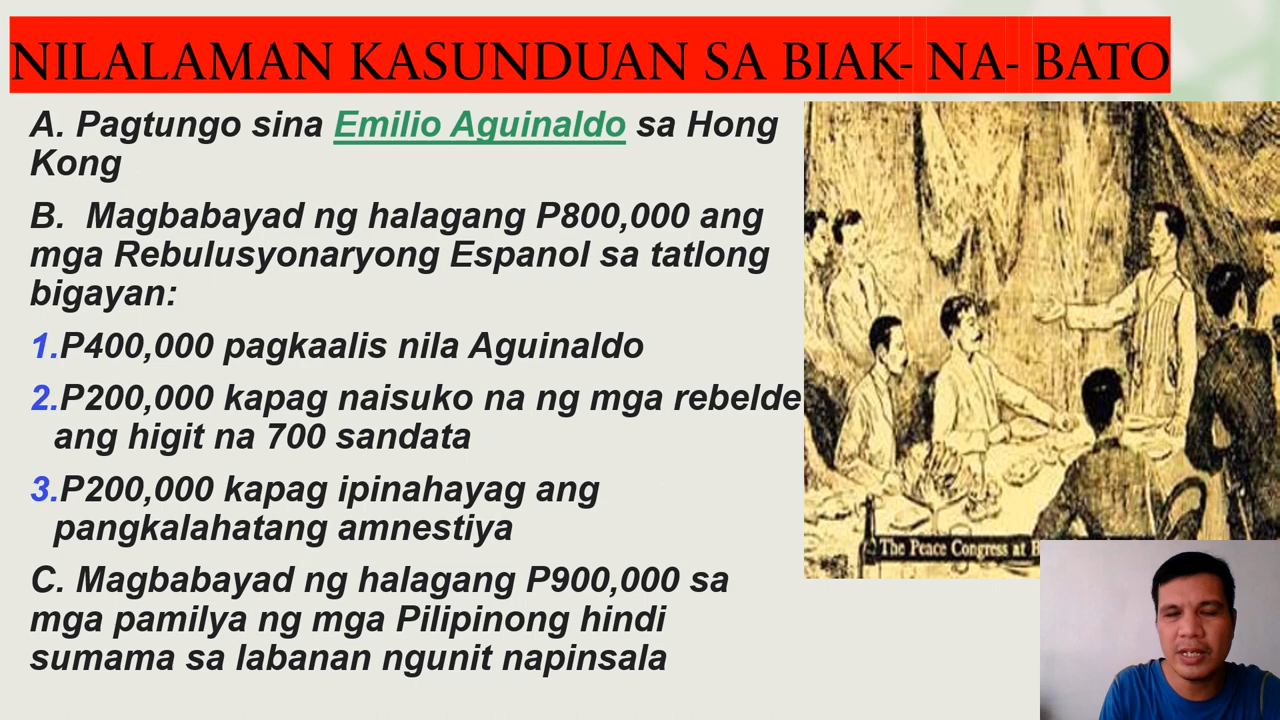 NILALAMAN KASUNDUAN SA BIAK- NA- BATO
A. Pagtungo sina Emilio Aguinaldo sa Hong
Kong
B. Magbabayad ng halagang P800,000 ang
mga Rebulusyonaryong Espanol sa tatlong
bigayan:
1.P400,000 pagkaalis nila Aguinaldo
2.P200,000 kapag naisuko na ng mga rebelde
ang higit na 700 sandata
3.P200,000 kapag ipinahayag ang
pangkalahatang amnestiya
C. Magbabayad ng halagang P900,000 sa
mga pamilya ng mga Pilipinong hindi
sumama sa labanan ngunit napinsala
The Peace Congress at